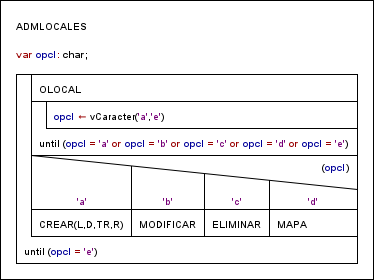 ADMLOCALES
var opcl: char;
OLOCAL
opcl ← vCaracter('a','e')
until (opcl = 'a' or opcl = 'b' or opcl = 'c' or opcl = 'd' or opcl = 'e')
(opcl)
'a' 'b' 'c' 'd'
CREAR(L,D,TR,R) MODIFICAR ELIMINAR MAPA
until (opcl = 'e')